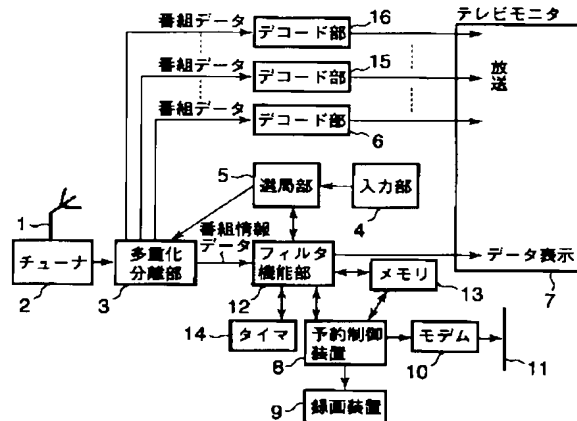 テレビモニタ
番組データ
デコード部
16
番組データ
デコード部
15
放送
番組データ
デコード部
6
5
選局部
入力部
4
1
番組情報
データ
チューナ
2
多重化
分離部
3
フィルタ
機能部
12
メモリ
13
データ表示
7
14
タイマ
予約制御
装置
8
モデム
10
11
録画装置
9